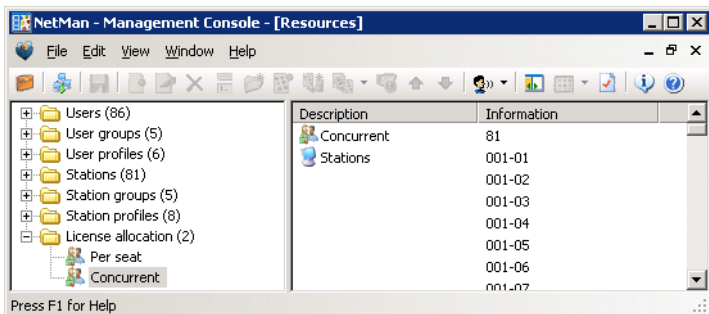 NetMan - Management Console - [Resources]
File Edit View Window Help
Users (86)
User groups (5)
User profiles (6)
Stations (81)
Station groups (5)
Station profiles (8)
License allocation (2)
Per seat
Concurrent
Description Information
Concurrent 81
Stations 001-01
001-02
001-03
001-04
001-05
001-06
001-07
Press F1 for Help